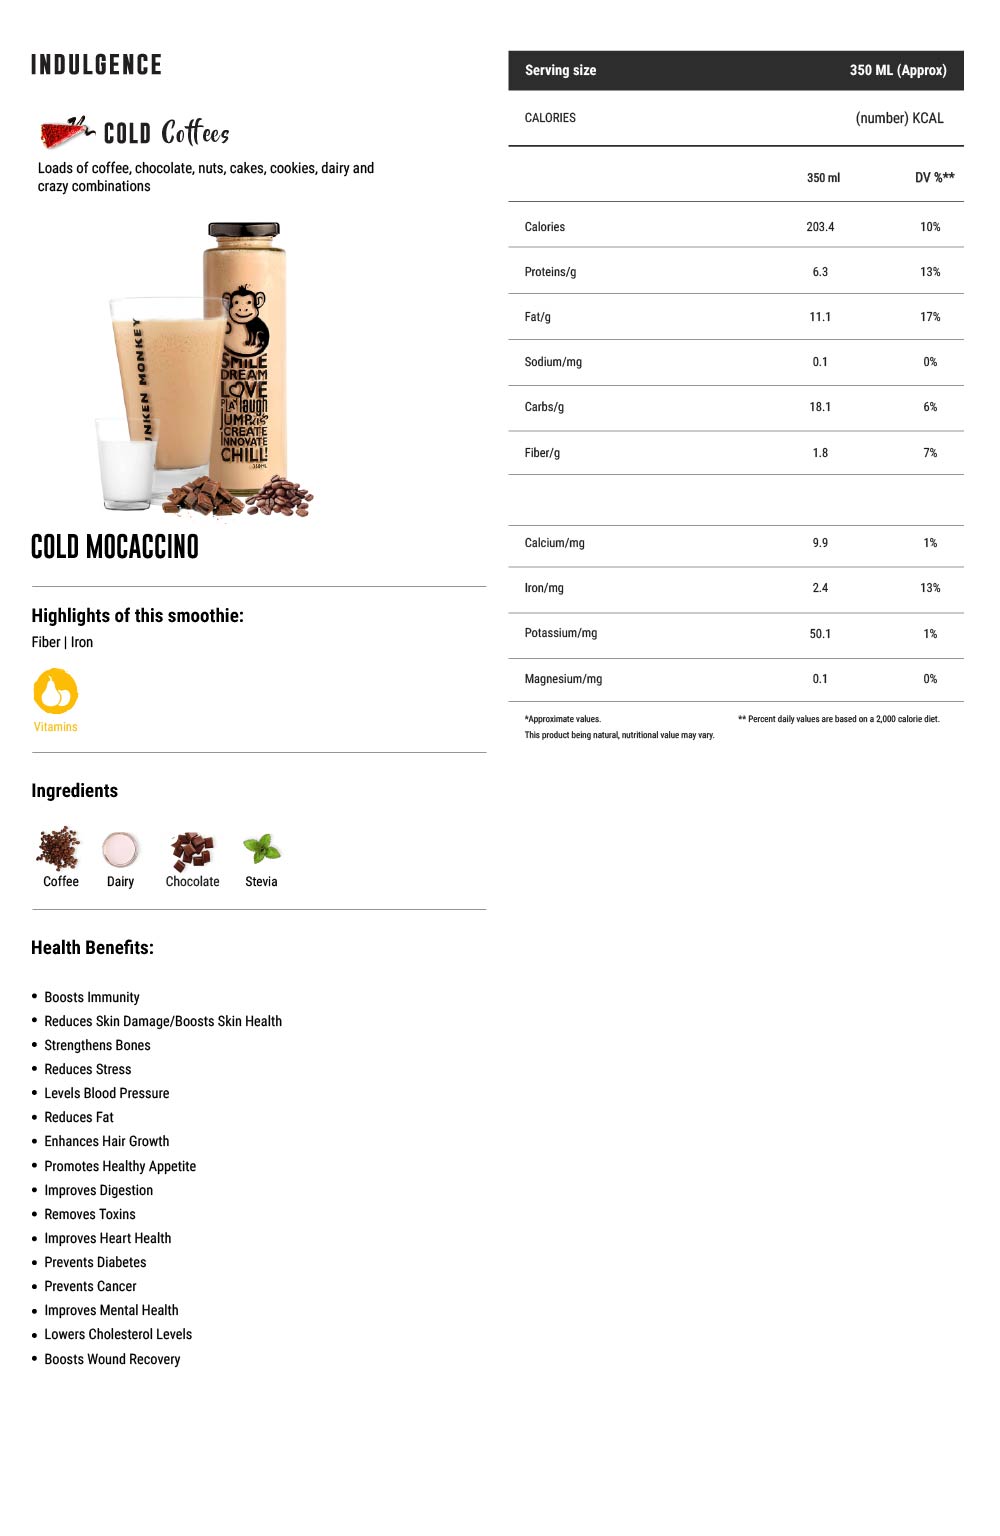 INDULGENCE
COLD Coffees
Loads of coffee, chocolate, nuts, cakes, cookies, dairy and
crazy combinations
UNKEN MONKEY
SMILE
DREAM
LOVE
PLAY laugh
JUMP KISS
CREATE
INNOVATE
CHILL!
350ML
COLD MOCACCINO
Highlights of this smoothie:
Fiber | Iron
Vitamins
Ingredients
Coffee Dairy Chocolate Stevia
Health Benefits:
• Boosts Immunity
• Reduces Skin Damage/Boosts Skin Health
• Strengthens Bones
• Reduces Stress
• Levels Blood Pressure
• Reduces Fat
• Enhances Hair Growth
• Promotes Healthy Appetite
• Improves Digestion
• Removes Toxins
• Improves Heart Health
• Prevents Diabetes
• Prevents Cancer
• Improves Mental Health
• Lowers Cholesterol Levels
• Boosts Wound Recovery
Serving size 350 ML (Approx)
CALORIES (number) KCAL
350 ml DV %**
Calories 203.4 10%
Proteins/g 6.3 13%
Fat/g 11.1 17%
Sodium/mg 0.1 0%
Carbs/g 18.1 6%
Fiber/g 1.8 7%
Calcium/mg 9.9 1%
Iron/mg 2.4 13%
Potassium/mg 50.1 1%
Magnesium/mg 0.1 0%
*Approximate values. ** Percent daily values are based on a 2,000 calorie diet.
This product being natural, nutritional value may vary.